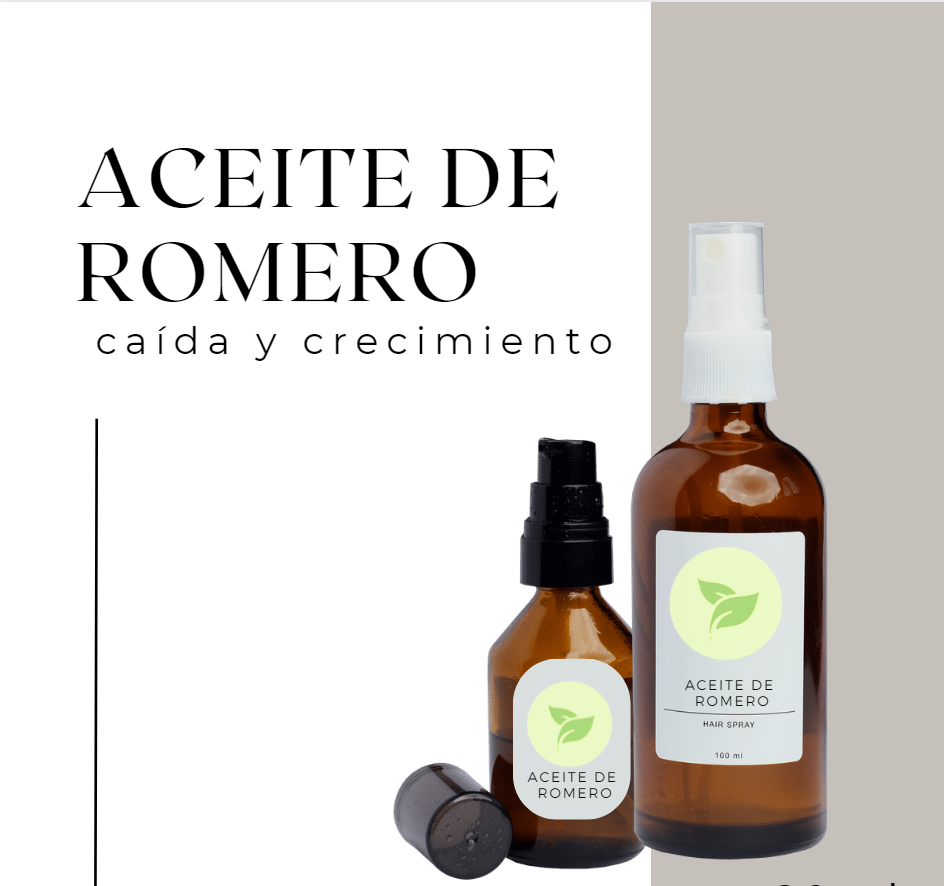 ACEITE DE
ROMERO
caída y crecimiento
ACEITE DE
ROMERO
HAIR SPRAY
100 ml
ACEITE DE
ROMERO